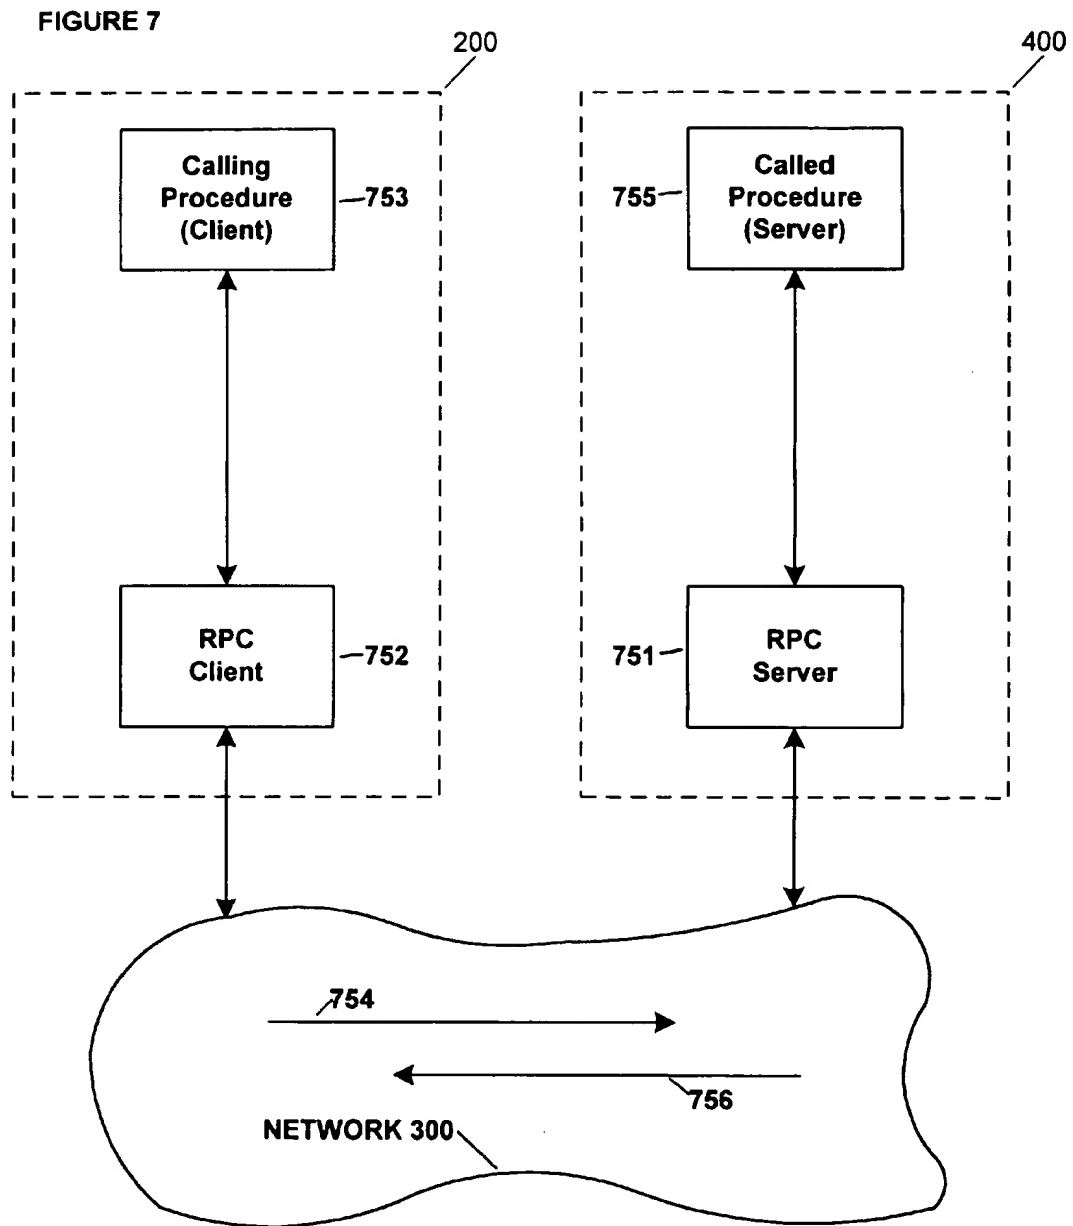 FIGURE 7
200
400
Calling
Procedure
(Client)
753
755
Called
Procedure
(Server)
RPC
Client
752
751
RPC
Server
754
756
NETWORK 300